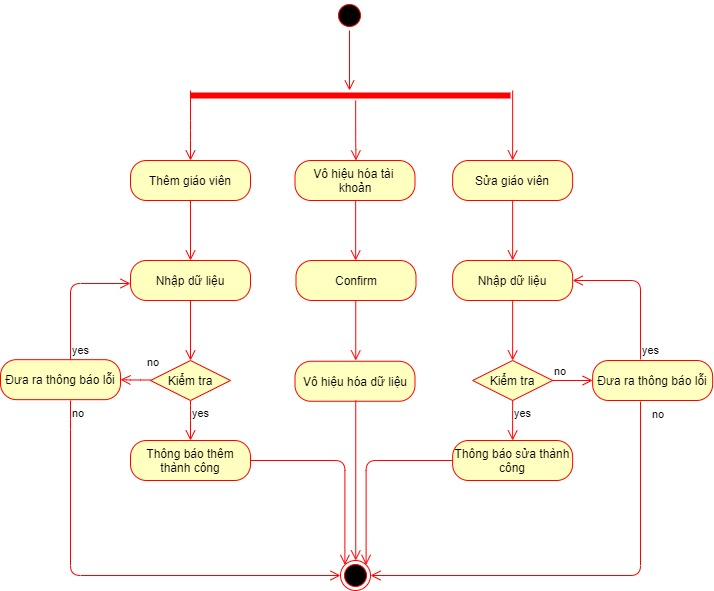 Thêm giáo viên
Vô hiệu hóa tài
khoản
Sửa giáo viên
Nhập dữ liệu
Confirm
Nhập dữ liệu
yes
no
Đưa ra thông báo lỗi
no
Kiểm tra
yes
Vô hiệu hóa dữ liệu
Kiểm tra
no
yes
yes
Đưa ra thông báo lỗi
no
Thông báo thêm
thành công
Thông báo sửa thành
công